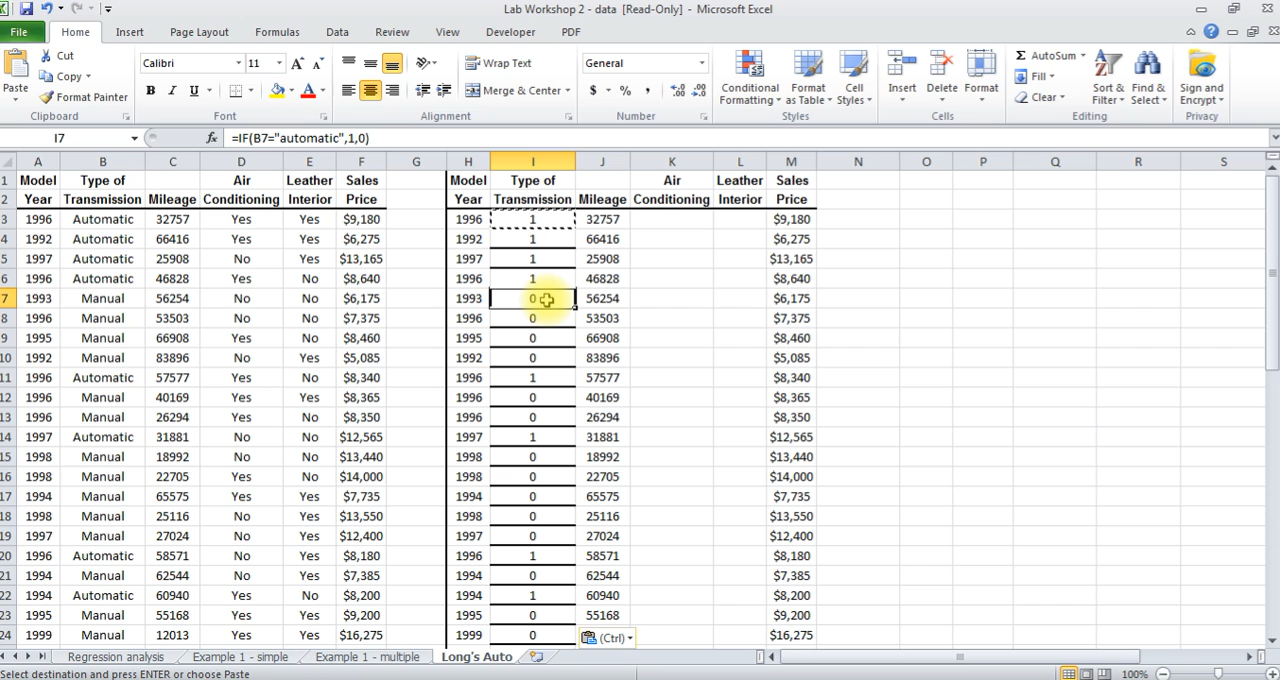 Lab Workshop 2 - data [Read-Only] - Microsoft Excel
File Home Insert Page Layout Formulas Data Review View Developer PDF
Paste Cut Copy Format Painter Clipboard
Calibri 11 A A B I U A Font
Wrap Text Merge & Center Alignment
General $ % , .0 .00 .00 .0 Number
Conditional Formatting Format as Table Cell Styles Styles
Insert Delete Format Cells
Σ AutoSum Fill Clear Sort & Filter Find & Select Editing
Sign and Encrypt Privacy
I7 fx =IF(B7="automatic",1,0)
A B C D E F G H I J K L M N O P Q R S
1 Model Type of Air Leather Sales Model Type of Air Leather Sales
2 Year Transmission Mileage Conditioning Interior Price Year Transmission Mileage Conditioning Interior Price
3 1996 Automatic 32757 Yes Yes $9,180 1996 1 32757 $9,180
4 1992 Automatic 66416 Yes Yes $6,275 1992 1 66416 $6,275
5 1997 Automatic 25908 No Yes $13,165 1997 1 25908 $13,165
6 1996 Automatic 46828 Yes No $8,640 1996 1 46828 $8,640
7 1993 Manual 56254 No No $6,175 1993 0 56254 $6,175
8 1996 Manual 53503 No No $7,375 1996 0 53503 $7,375
9 1995 Manual 66908 Yes No $8,460 1995 0 66908 $8,460
10 1992 Manual 83896 No Yes $5,085 1992 0 83896 $5,085
11 1996 Automatic 57577 Yes No $8,340 1996 1 57577 $8,340
12 1996 Manual 40169 Yes No $8,365 1996 0 40169 $8,365
13 1996 Manual 26294 Yes No $8,350 1996 0 26294 $8,350
14 1997 Automatic 31881 No No $12,565 1997 1 31881 $12,565
15 1998 Manual 18992 No No $13,440 1998 0 18992 $13,440
16 1998 Manual 22705 Yes No $14,000 1998 0 22705 $14,000
17 1994 Manual 65575 Yes Yes $7,735 1994 0 65575 $7,735
18 1998 Manual 25116 No Yes $13,550 1998 0 25116 $13,550
19 1997 Manual 27024 No Yes $12,400 1997 0 27024 $12,400
20 1996 Automatic 58571 Yes No $8,180 1996 1 58571 $8,180
21 1994 Manual 62544 No Yes $7,385 1994 0 62544 $7,385
22 1994 Automatic 60940 Yes No $8,200 1994 1 60940 $8,200
23 1995 Manual 55168 Yes Yes $9,200 1995 0 55168 $9,200
24 1999 Manual 12013 Yes Yes $16,275 1999 0 (Ctrl) $16,275
Regression analysis Example 1 - simple Example 1 - multiple Long's Auto
Select destination and press ENTER or choose Paste 100%